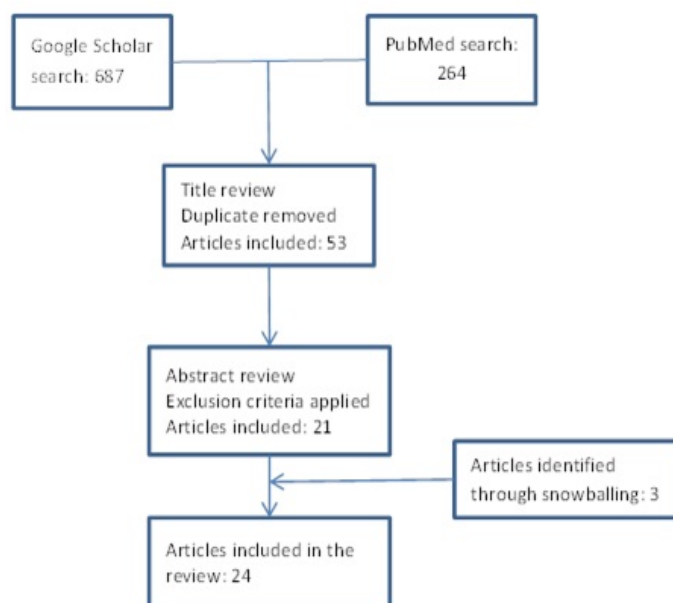 Google Scholar
search: 687
PubMed search:
264
Title review
Duplicate removed
Articles included: 53
Abstract review
Exclusion criteria applied
Articles included: 21
Articles identified
through snowballing: 3
Articles included in the
review: 24